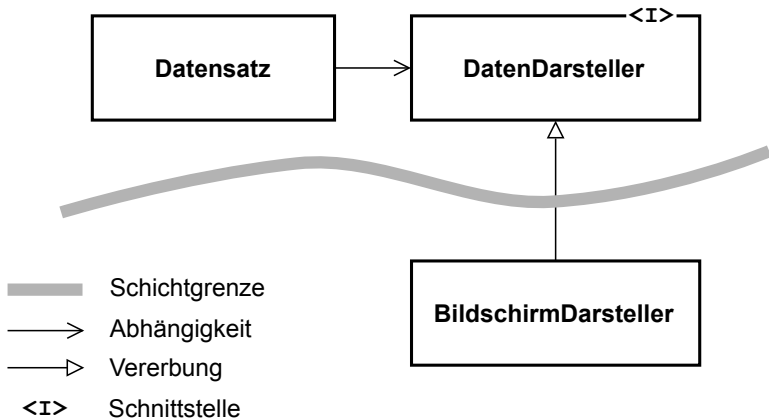 <I>
Datensatz
DatenDarsteller
BildschirmDarsteller
Schichtgrenze
Abhängigkeit
Vererbung
<I> Schnittstelle